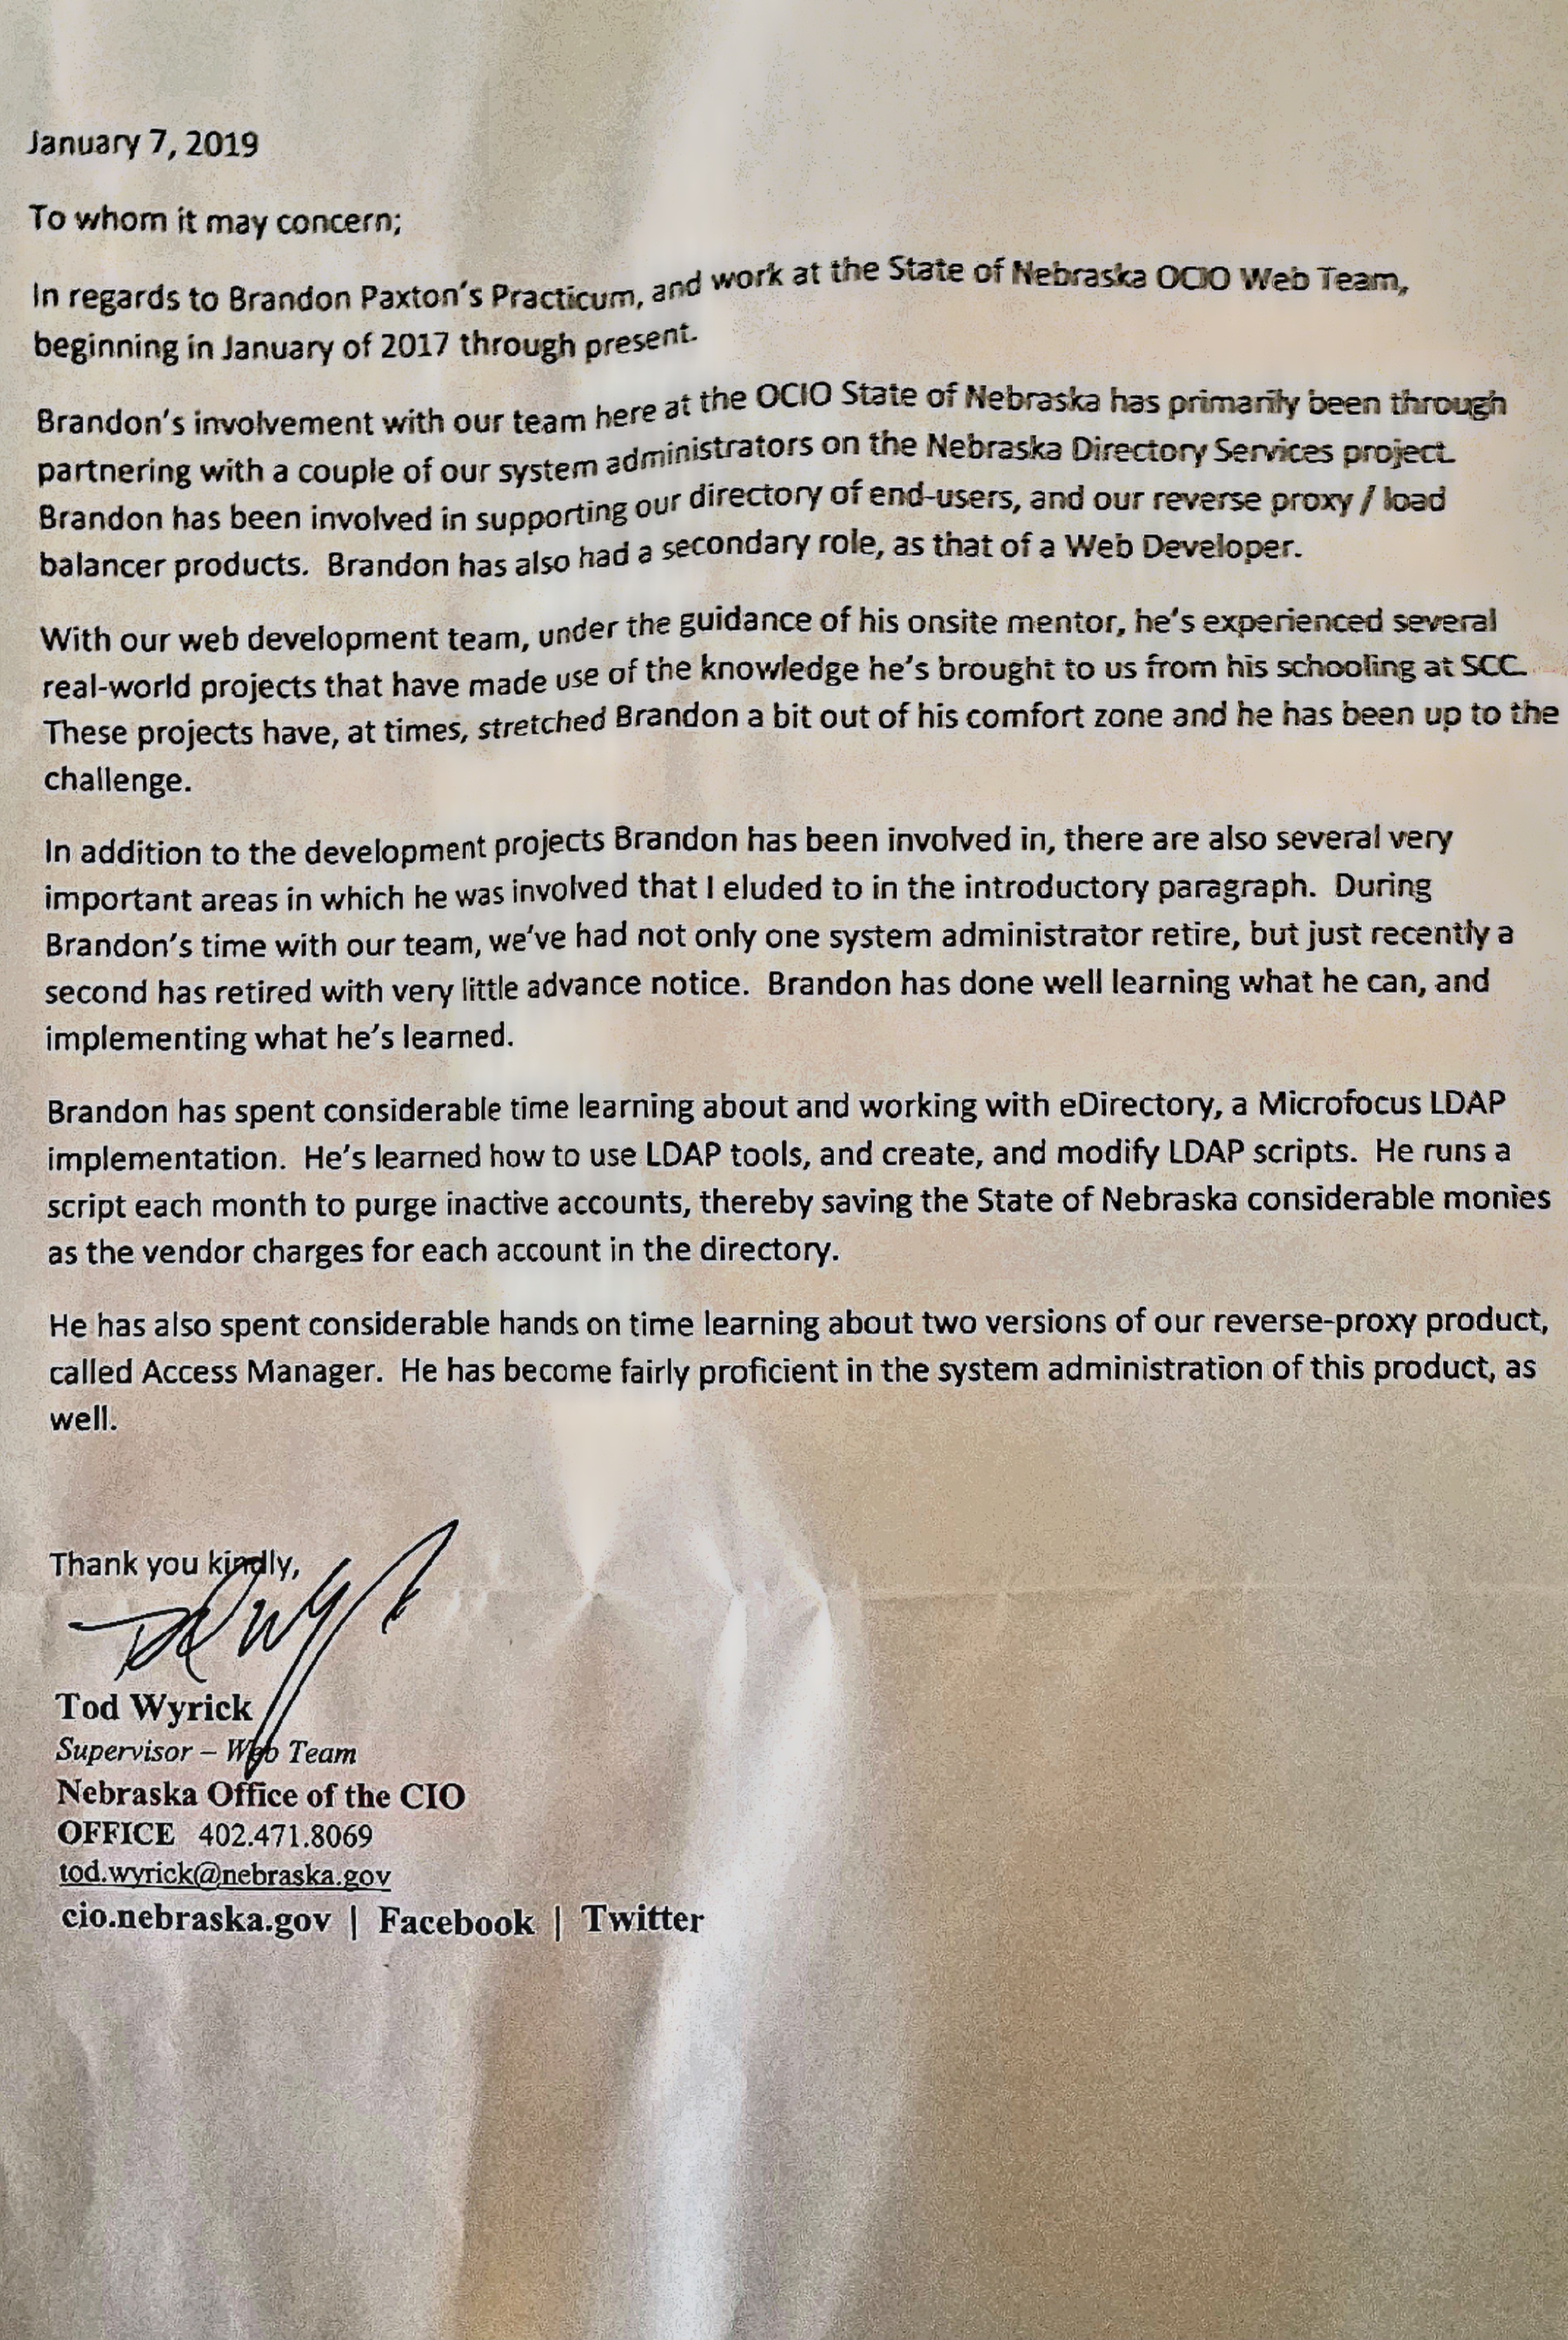 January 7, 2019
To whom it may concern;
In regards to Brandon Paxton's Practicum, and work at the State of Nebraska OCIO Web Team,
beginning in January of 2017 through present.
Brandon's involvement with our team here at the OCIO State of Nebraska has primarily been through
partnering with a couple of our system administrators on the Nebraska Directory Services project.
Brandon has been involved in supporting our directory of end-users, and our reverse proxy / load
balancer products.  Brandon has also had a secondary role, as that of a Web Developer.
With our web development team, under the guidance of his onsite mentor, he's experienced several
real-world projects that have made use of the knowledge he's brought to us from his schooling at SCC.
These projects have, at times, stretched Brandon a bit out of his comfort zone and he has been up to the
challenge.
In addition to the development projects Brandon has been involved in, there are also several very
important areas in which he was involved that I eluded to in the introductory paragraph.  During
Brandon's time with our team, we've had not only one system administrator retire, but just recently a
second has retired with very little advance notice.  Brandon has done well learning what he can, and
implementing what he's learned.
Brandon has spent considerable time learning about and working with eDirectory, a Microfocus LDAP
implementation.  He's learned how to use LDAP tools, and create, and modify LDAP scripts.  He runs a
script each month to purge inactive accounts, thereby saving the State of Nebraska considerable monies
as the vendor charges for each account in the directory.
He has also spent considerable hands on time learning about two versions of our reverse-proxy product,
called Access Manager.  He has become fairly proficient in the system administration of this product, as
well.
Thank you kindly,
Tod Wyrick
Supervisor – Web Team
Nebraska Office of the CIO
OFFICE 402.471.8069
tod.wyrick@nebraska.gov
cio.nebraska.gov | Facebook | Twitter